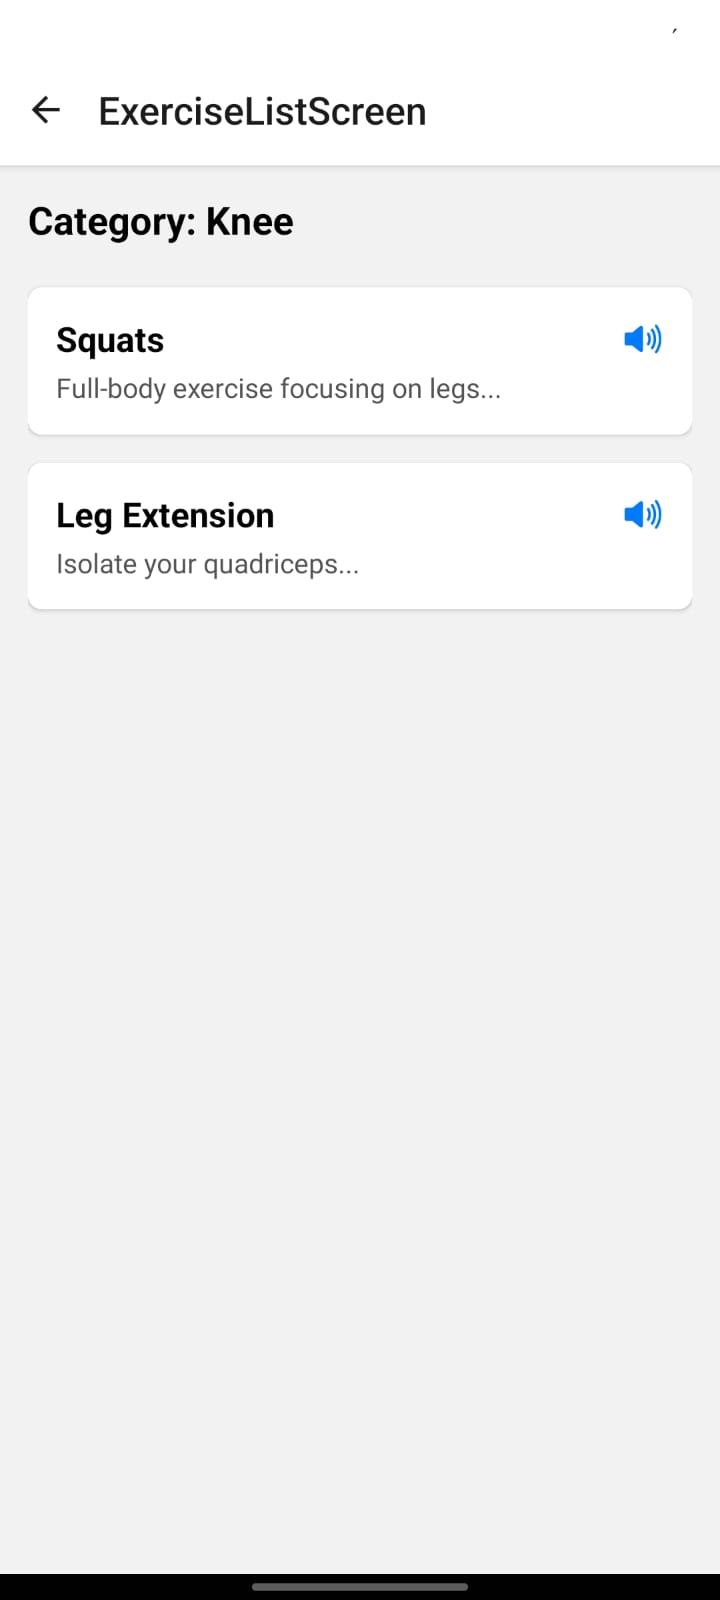 ExerciseListScreen
Category: Knee
Squats
Full-body exercise focusing on legs...
Leg Extension
Isolate your quadriceps...